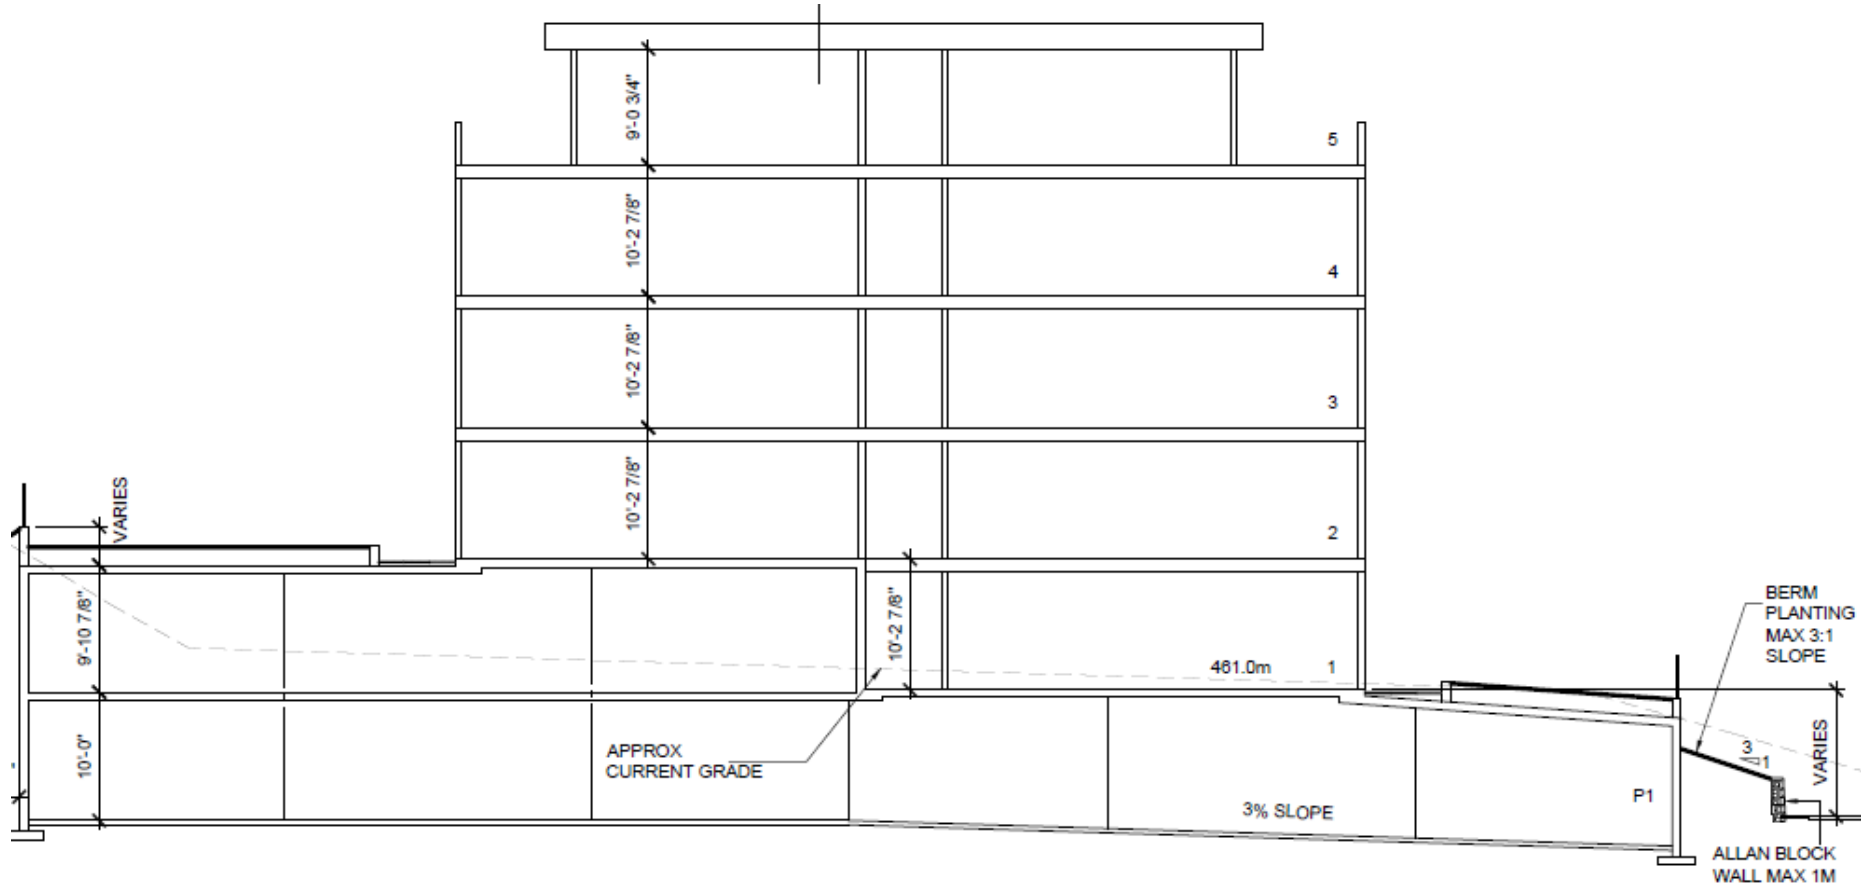 9'-0 3/4"
5
10'-2 7/8"
4
10'-2 7/8"
3
10'-2 7/8"
2
VARIES
9'-10 7/8"
10'-2 7/8"
461.0m
1
BERM
PLANTING
MAX 3:1
SLOPE
10'-0"
APPROX
CURRENT GRADE
3% SLOPE
P1
3
1
VARIES
ALLAN BLOCK
WALL MAX 1M